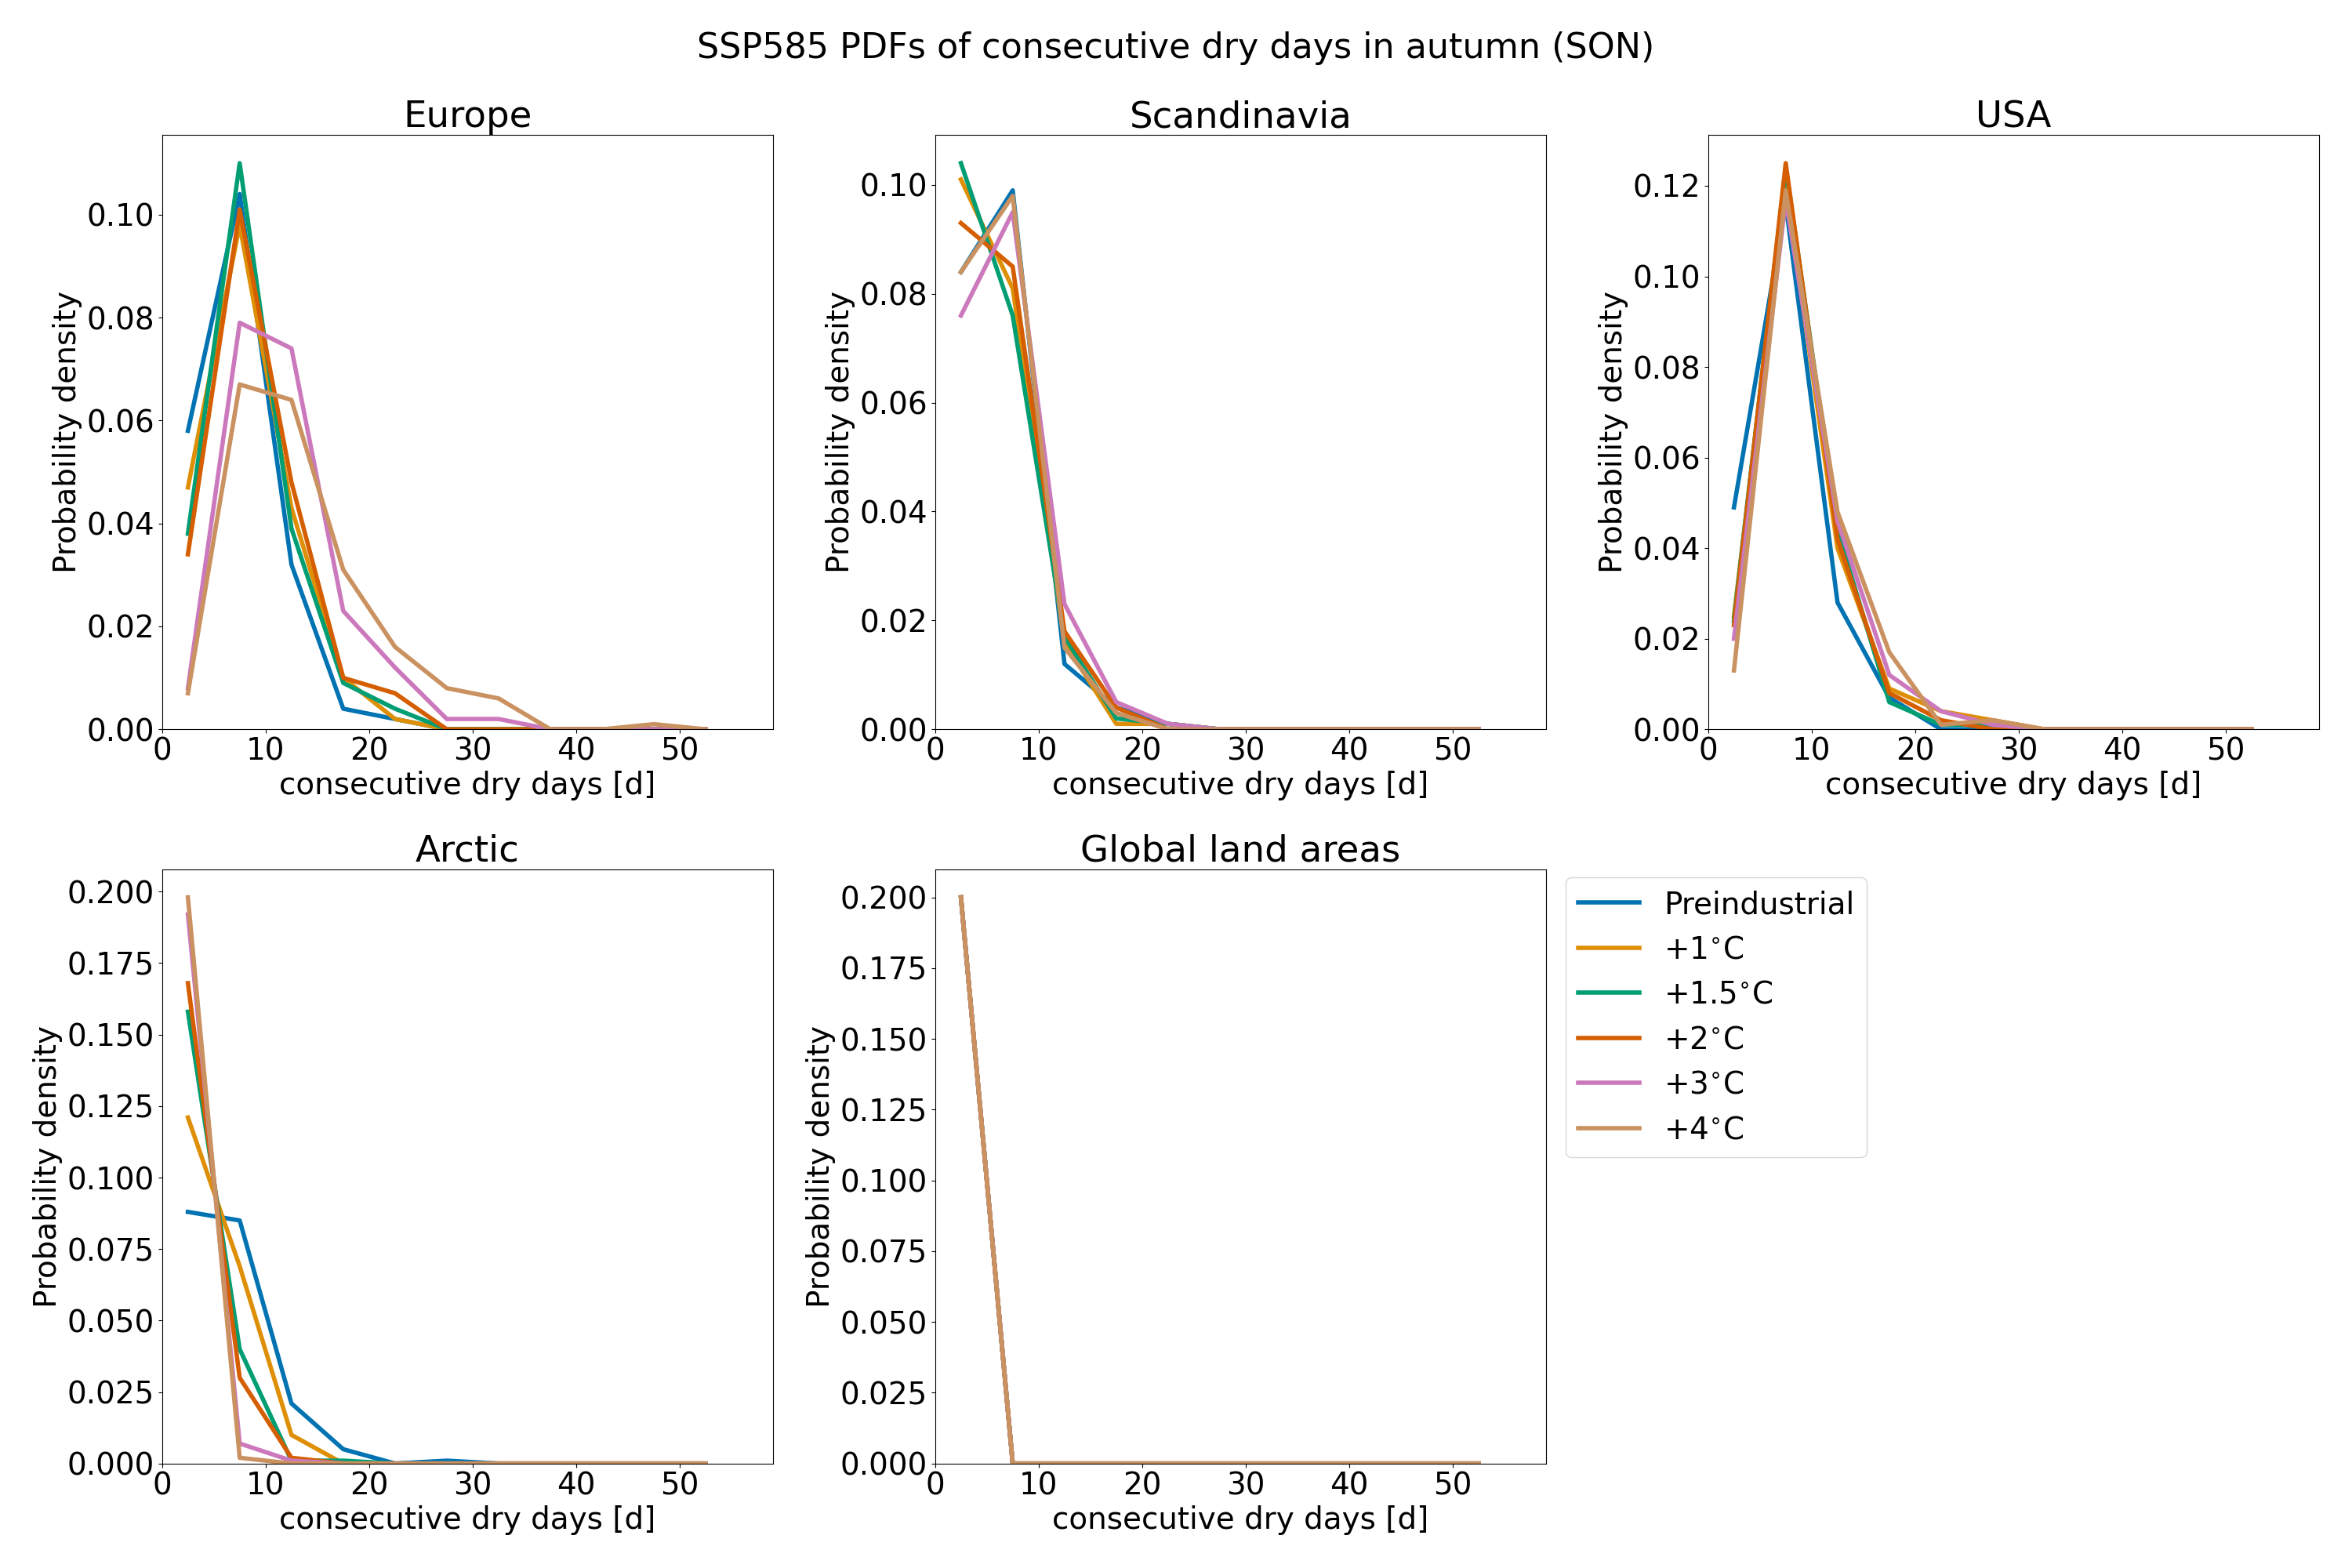 SSP585 PDFs of consecutive dry days in autumn (SON)
Europe
Probability density
0.10
0.08
0.06
0.04
0.02
0.00
0 10 20 30 40 50
consecutive dry days [d]
Scandinavia
Probability density
0.10
0.08
0.06
0.04
0.02
0.00
0 10 20 30 40 50
consecutive dry days [d]
USA
Probability density
0.12
0.10
0.08
0.06
0.04
0.02
0.00
0 10 20 30 40 50
consecutive dry days [d]
Arctic
Probability density
0.200
0.175
0.150
0.125
0.100
0.075
0.050
0.025
0.000
0 10 20 30 40 50
consecutive dry days [d]
Global land areas
Probability density
0.200
0.175
0.150
0.125
0.100
0.075
0.050
0.025
0.000
0 10 20 30 40 50
consecutive dry days [d]
Preindustrial
+1°C
+1.5°C
+2°C
+3°C
+4°C